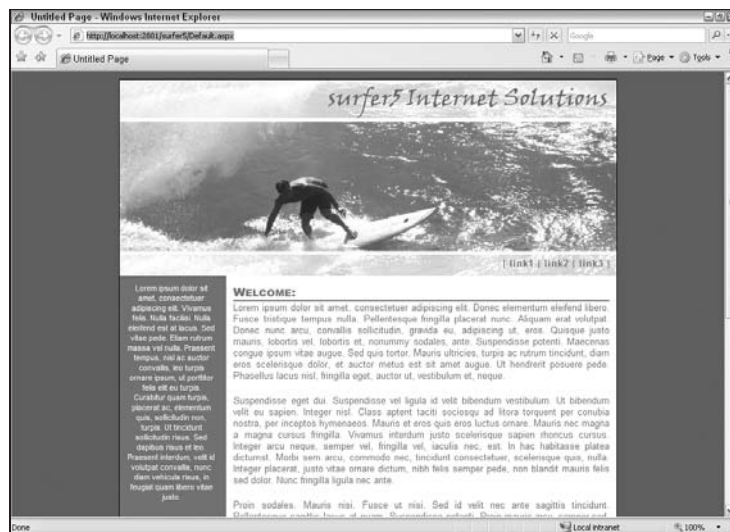 Untitled Page - Windows Internet Explorer
http://localhost:2801/surfer5/Default.aspx
Google
Untitled Page
Page
Tools
surfer5 Internet Solutions
| link1 | link2 | link3 |
Lorem ipsum dolor sit
amet, consectetuer
adipiscing elit. Vivamus
felis. Nulla facilisi. Nulla
eleifend est at lacus. Sed
vitae pede. Etiam rutrum
massa vel nulla. Praesent
tempus, nisl ac auctor
convallis, leo turpis
ornare ipsum, ut porttitor
felis elit eu turpis.
Curabitur quam turpis,
placerat ac, elementum
quis, sollicitudin non,
turpis. Ut tincidunt
sollicitudin risus. Sed
dapibus risus et leo.
Praesent interdum, velit id
volutpat convallis, nunc
diam vehicula risus, in
feugiat quam libero vitae
justo.
WELCOME:
Lorem ipsum dolor sit amet, consectetuer adipiscing elit. Donec elementum eleifend libero.
Fusce tristique tempus nulla. Pellentesque fringilla placerat nunc. Aliquam erat volutpat.
Donec nunc arcu, convallis sollicitudin, gravida eu, adipiscing ut, eros. Quisque justo
mauris, lobortis vel, lobortis et, nonummy sodales, ante. Suspendisse potenti. Maecenas
congue ipsum vitae augue. Sed quis tortor. Mauris ultricies, turpis ac rutrum tincidunt, diam
eros scelerisque dolor, et auctor metus est sit amet augue. Ut hendrerit posuere pede.
Phasellus lacus nisl, fringilla eget, auctor ut, vestibulum et, neque.
Suspendisse eget dui. Suspendisse vel ligula id velit bibendum vestibulum. Ut bibendum
velit eu sapien. Integer nisl. Class aptent taciti sociosqu ad litora torquent per conubia
nostra, per inceptos hymenaeos. Mauris et eros quis eros luctus ornare. Mauris nec magna
a magna cursus fringilla. Vivamus interdum justo scelerisque sapien rhoncus cursus.
Integer arcu neque, semper vel, fringilla vel, iaculis nec, est. In hac habitasse platea
dictumst. Morbi sem arcu, commodo nec, tincidunt consectetuer, scelerisque quis, nulla.
Integer placerat, justo vitae ornare dictum, nibh felis semper pede, non blandit mauris felis
sed dolor. Nunc fringilla ligula nec ante.
Proin sodales. Mauris nisi. Fusce ut nisi. Sed id velit nec ante sagittis tincidunt.
Done
Local intranet
100%